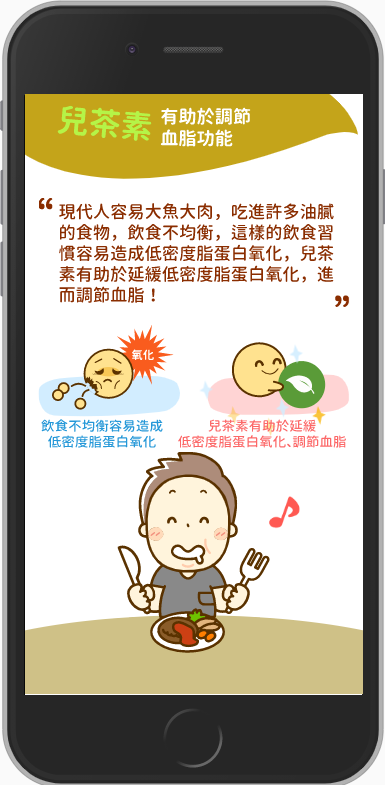 兒茶素
有助於調節
血脂功能
“
現代人容易大魚大肉，吃進許多油膩
的食物，飲食不均衡，這樣的飲食習
慣容易造成低密度脂蛋白氧化，兒茶
素有助於延緩低密度脂蛋白氧化，進
而調節血脂！
”
氧化
飲食不均衡容易造成
低密度脂蛋白氧化
兒茶素有助於延緩
低密度脂蛋白氧化、調節血脂